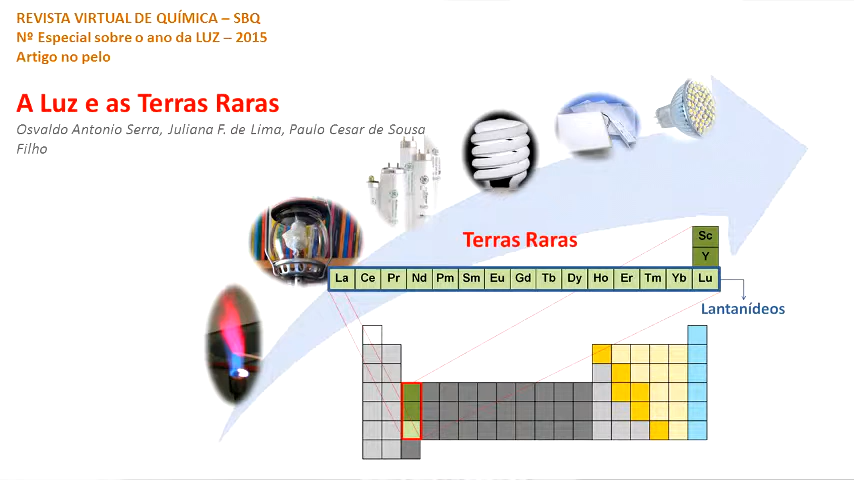 REVISTA VIRTUAL DE QUÍMICA – SBQ
Nº Especial sobre o ano da LUZ – 2015
Artigo no pelo
A Luz e as Terras Raras
Osvaldo Antonio Serra, Juliana F. de Lima, Paulo Cesar de Sousa
Filho
Terras Raras
Sc
Y
La Ce Pr Nd Pm Sm Eu Gd Tb Dy Ho Er Tm Yb Lu
Lantanídeos